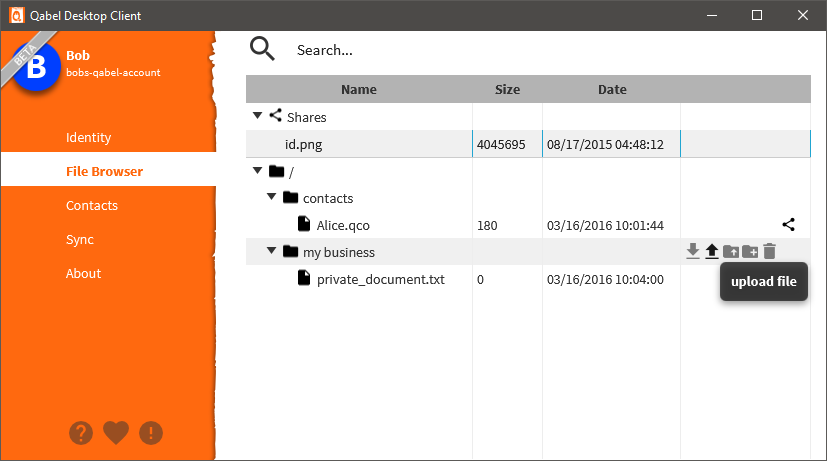 Qabel Desktop Client
BETA
B
Bob
bobs-qabel-account
Identity
File Browser
Contacts
Sync
About
Search...
Name Size Date
Shares
id.png 4045695 08/17/2015 04:48:12
/
contacts
Alice.qco 180 03/16/2016 10:01:44
my business
upload file
private_document.txt 0 03/16/2016 10:04:00